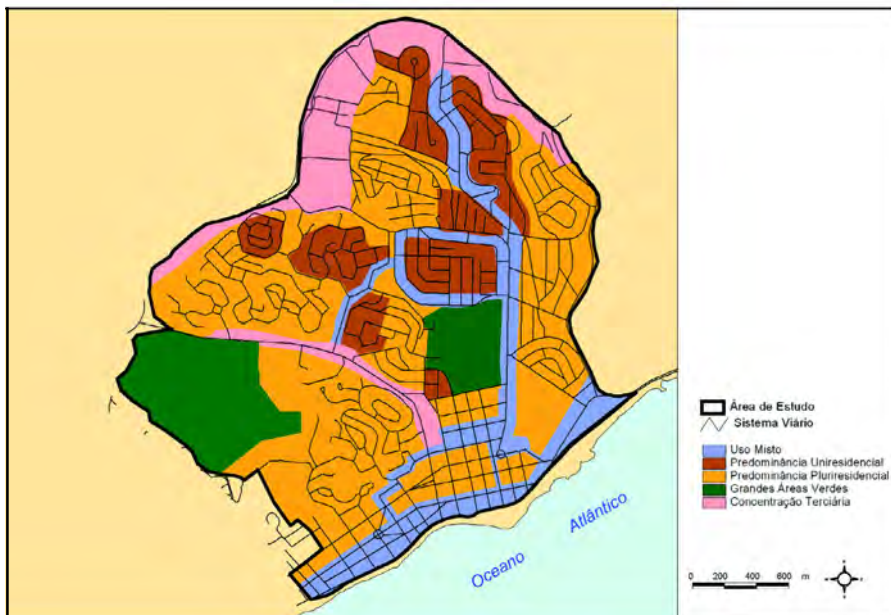 Área de Estudo
Sistema Viário
Uso Misto
Predominância Uniresidencial
Predominância Pluriresidencial
Grandes Áreas Verdes
Concentração Terciária
Oceano Atlântico
0 200 400 600 m